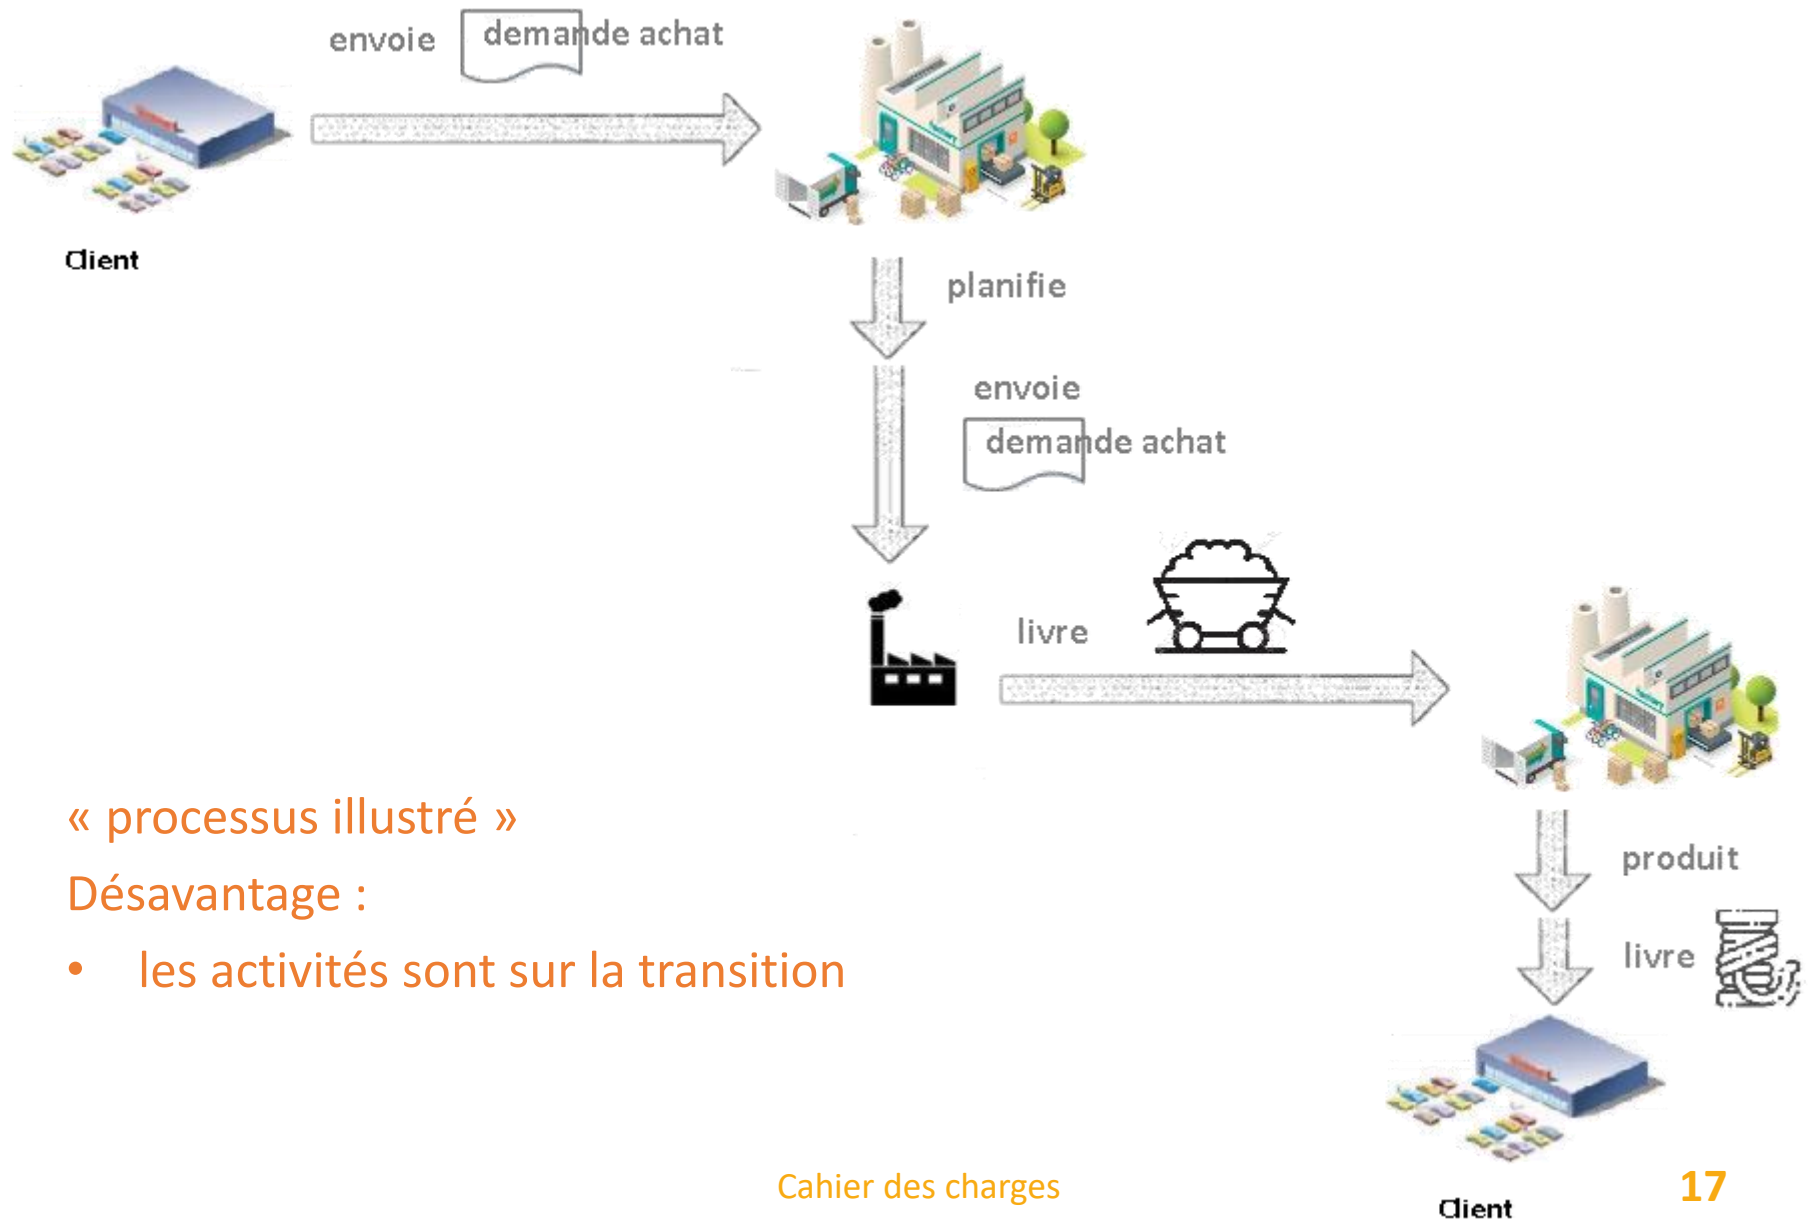 envoie
demande achat
Client
planifie
envoie
demande achat
livre
produit
livre
« processus illustré »
Désavantage :
• les activités sont sur la transition
Client
Cahier des charges
17